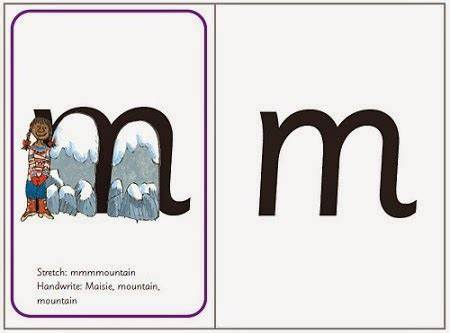 m
Stretch: mmmmountain
Handwrite: Maisie, mountain,
mountain
m